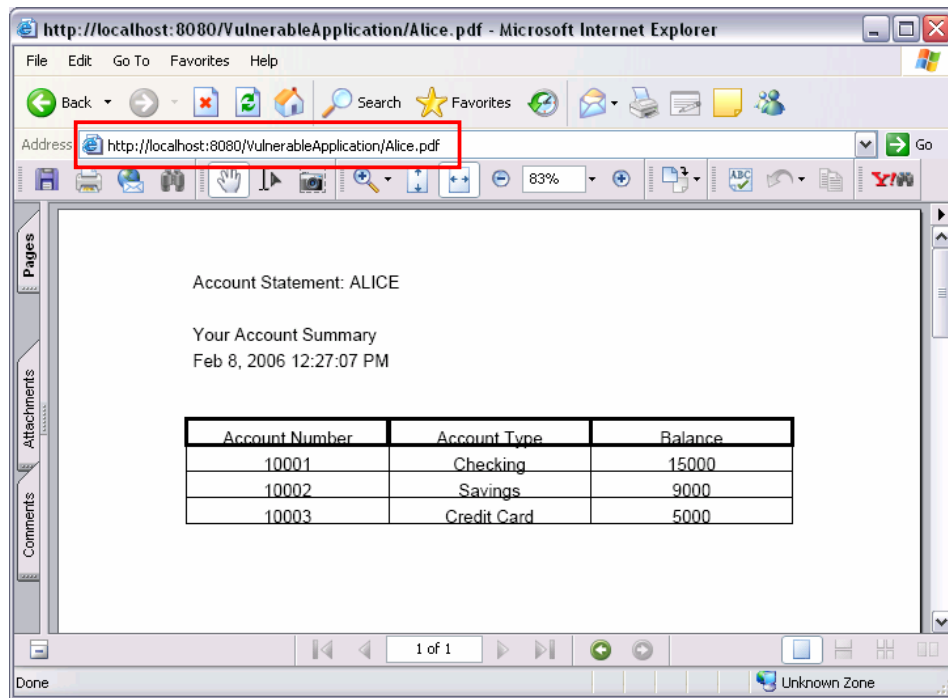 http://localhost:8080/VulnerableApplication/Alice.pdf - Microsoft Internet Explorer
File Edit Go To Favorites Help
Back Search Favorites
Address http://localhost:8080/VulnerableApplication/Alice.pdf Go
83% ABC Y!
Pages
Attachments
Comments
Account Statement: ALICE
Your Account Summary
Feb 8, 2006 12:27:07 PM
Account Number Account Type Balance
10001 Checking 15000
10002 Savings 9000
10003 Credit Card 5000
1 of 1
Done Unknown Zone